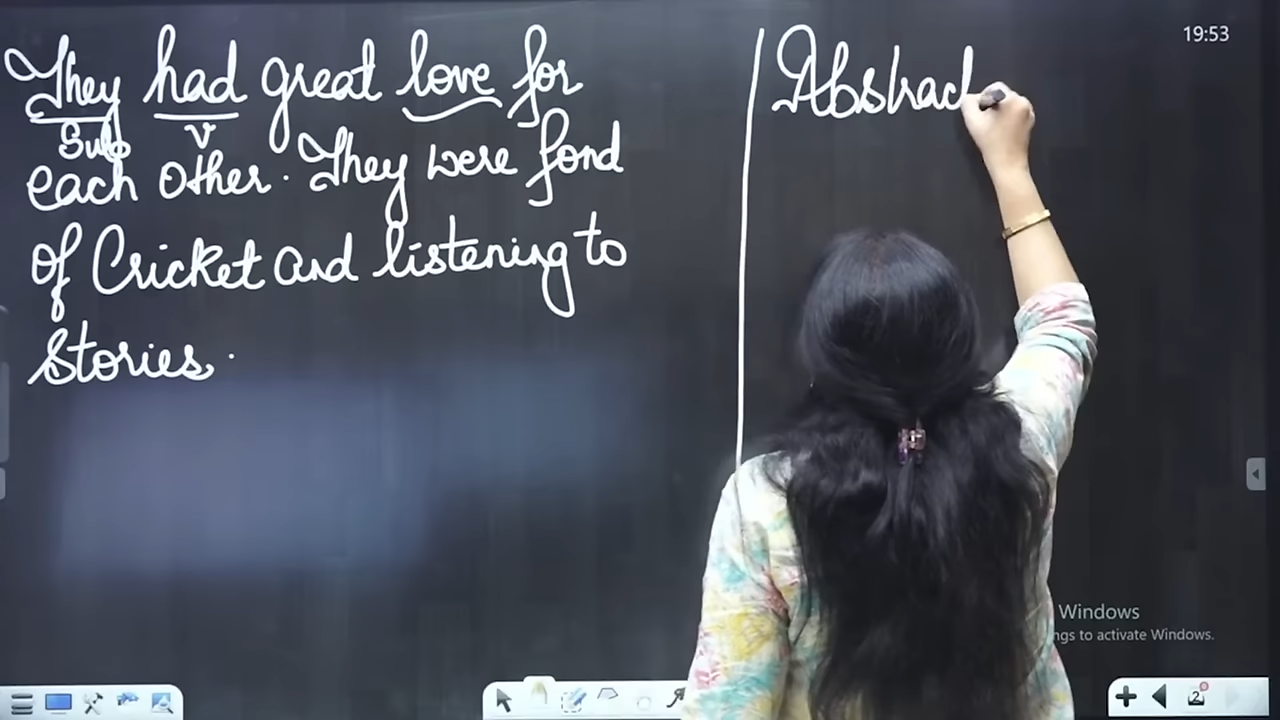 They had great love for
Sub V
each other. They were fond
of Cricket and listening to
Stories.
Abstract
19:53
Windows
ngs to activate Windows.
2